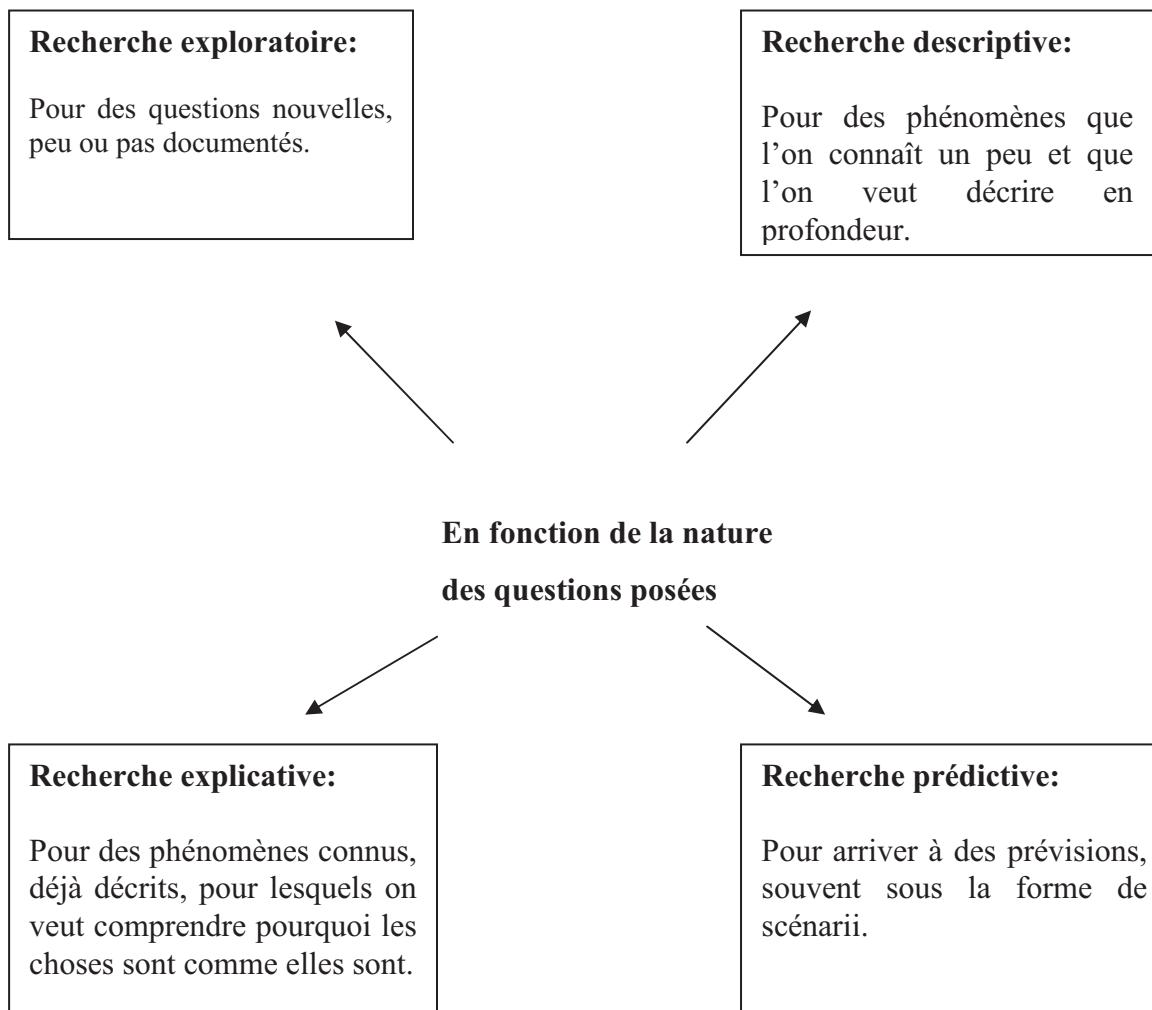 Recherche exploratoire:
Pour des questions nouvelles,
peu ou pas documentés.
Recherche descriptive:
Pour des phénomènes que
l’on connaît un peu et que
l’on veut décrire en
profondeur.
En fonction de la nature
des questions posées
Recherche explicative:
Pour des phénomènes connus,
déjà décrits, pour lesquels on
veut comprendre pourquoi les
choses sont comme elles sont.
Recherche prédictive:
Pour arriver à des prévisions,
souvent sous la forme de
scénarii.